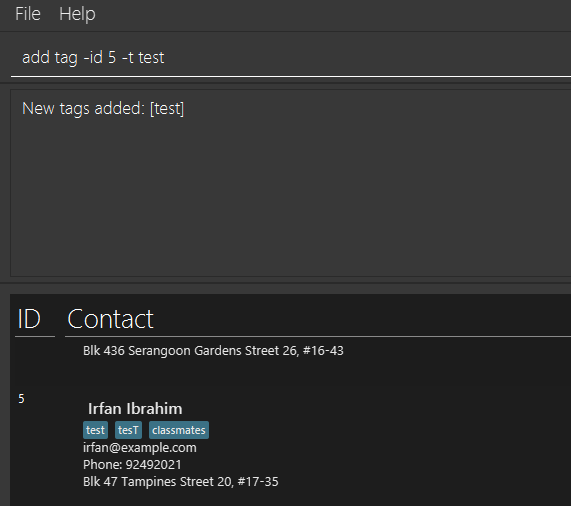 File Help
add tag -id 5 -t test
New tags added: [test]
ID Contact
Blk 436 Serangoon Gardens Street 26, #16-43
5
Irfan Ibrahim
test tesT classmates
irfan@example.com
Phone: 92492021
Blk 47 Tampines Street 20, #17-35